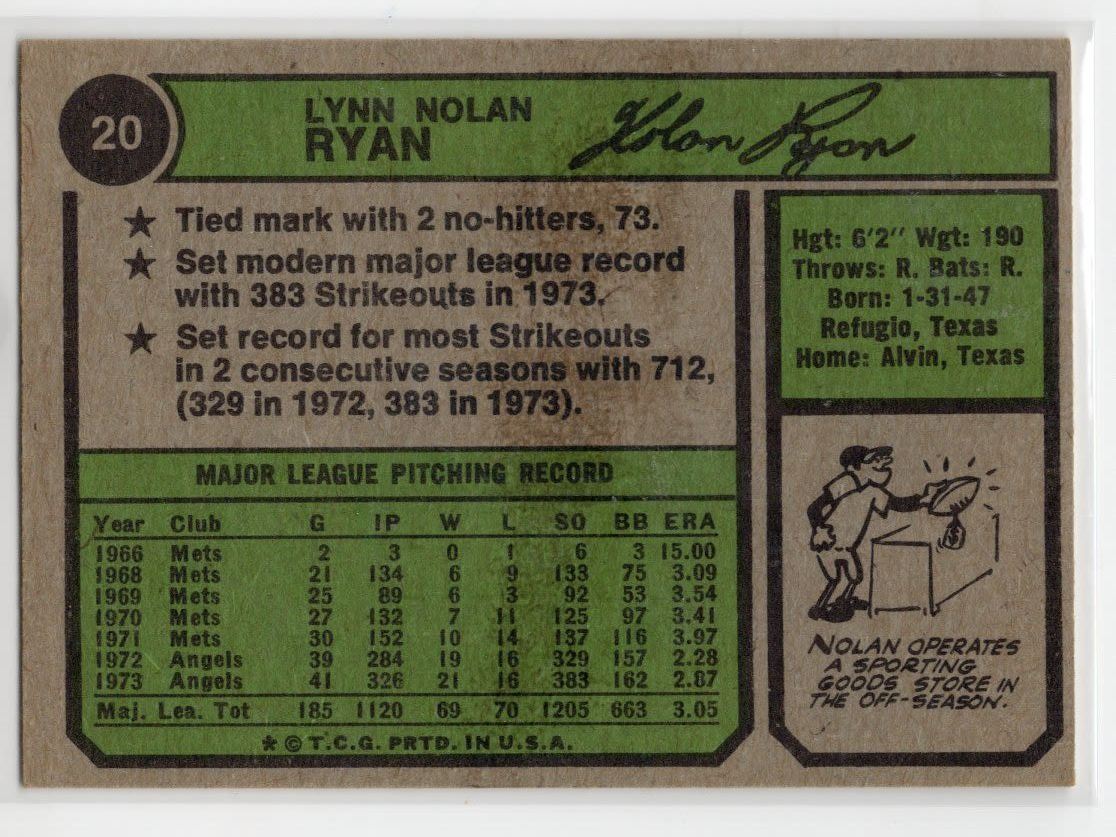 20
LYNN NOLAN
RYAN
Nolan Ryan
★ Tied mark with 2 no-hitters, 73.
★ Set modern major league record
with 383 Strikeouts in 1973.
★ Set record for most Strikeouts
in 2 consecutive seasons with 712,
(329 in 1972, 383 in 1973).
Hgt: 6'2" Wgt: 190
Throws: R. Bats: R.
Born: 1-31-47
Refugio, Texas
Home: Alvin, Texas
MAJOR LEAGUE PITCHING RECORD
Year Club G IP W L SO BB ERA
1966 Mets 2 3 0 1 6 3 15.00
1968 Mets 21 134 6 9 133 75 3.09
1969 Mets 25 89 6 3 92 53 3.54
1970 Mets 27 132 7 11 125 97 3.41
1971 Mets 30 152 10 14 137 116 3.97
1972 Angels 39 284 19 16 329 157 2.28
1973 Angels 41 326 21 16 383 162 2.87
Maj. Lea. Tot 185 1120 69 70 1205 663 3.05
* © T.C.G. PRTD. IN U.S.A.
$
NOLAN OPERATES
A SPORTING
GOODS STORE IN
THE OFF-SEASON.